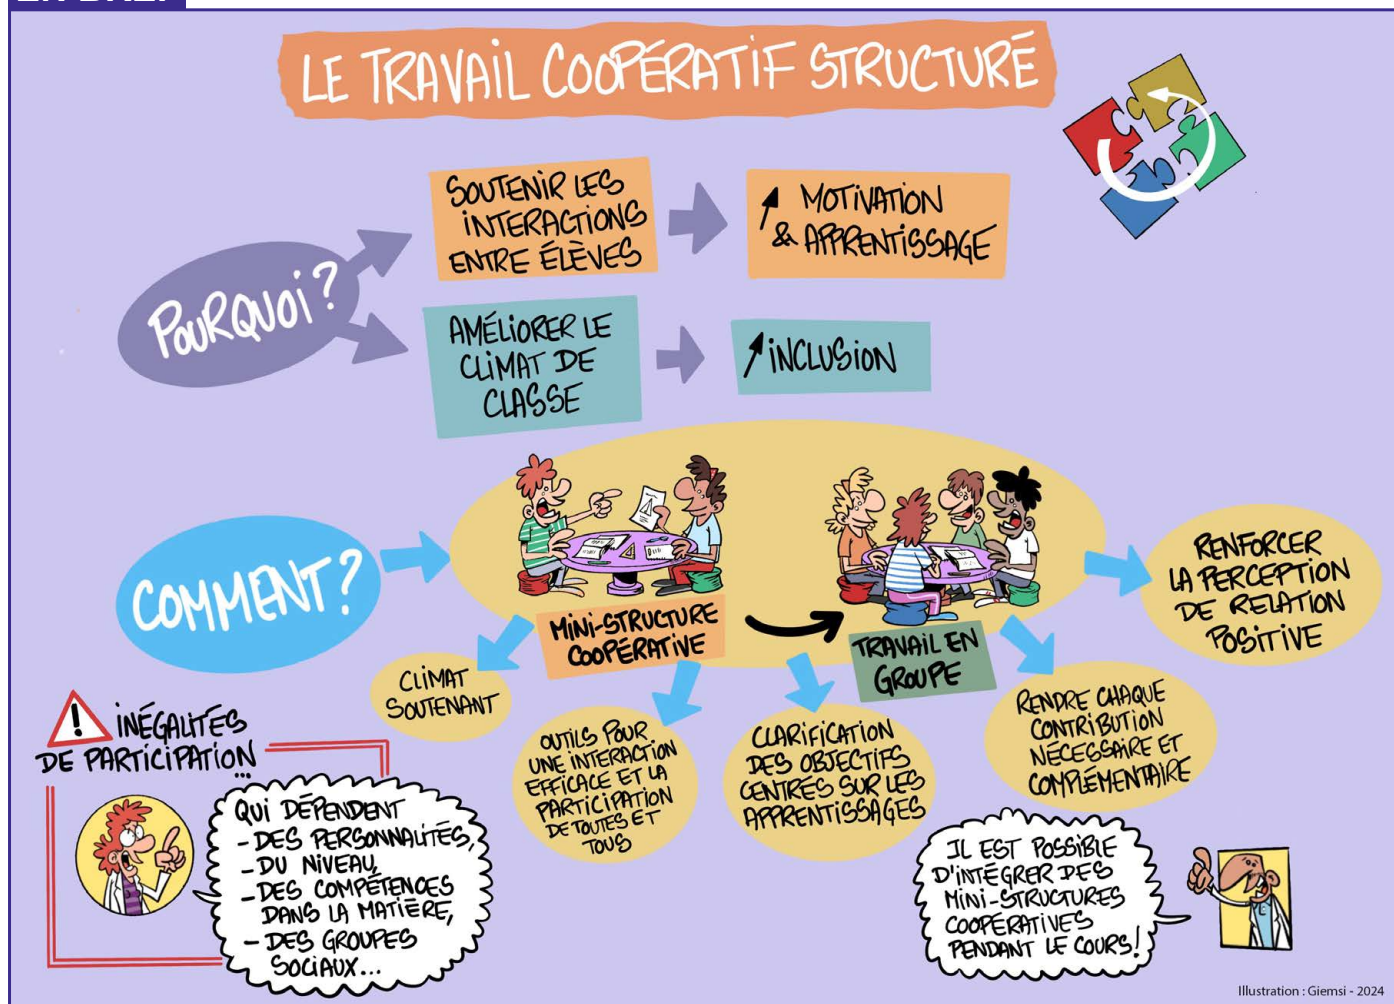 LE TRAVAIL COOPÉRATIF STRUCTURÉ
POURQUOI?
SOUTENIR LES
INTERACTIONS
ENTRE ÉLÈVES
MOTIVATION
& APPRENTISSAGE
AMÉLIORER LE
CLIMAT DE
CLASSE
INCLUSION
COMMENT?
MINI-STRUCTURE
COOPÉRATIVE
TRAVAIL EN
GROUPE
RENFORCER
LA PERCEPTION
DE RELATION
POSITIVE
CLIMAT
SOUTENANT
OUTILS POUR
UNE INTERACTION
EFFICACE ET LA
PARTICIPATION
DE TOUTES ET
TOUS
CLARIFICATION
DES OBJECTIFS
CENTRÉS SUR LES
APPRENTISSAGES
RENDRE CHAQUE
CONTRIBUTION
NÉCESSAIRE ET
COMPLÉMENTAIRE
! INÉGALITÉS
DE PARTICIPATION...
QUI DÉPENDENT
- DES PERSONNALITÉS,
- DU NIVEAU,
- DES COMPÉTENCES
DANS LA MATIÈRE,
- DES GROUPES
SOCIAUX...
IL EST POSSIBLE
D'INTÉGRER DES
MINI-STRUCTURES
COOPÉRATIVES
PENDANT LE COURS!
Illustration : Giemsi - 2024